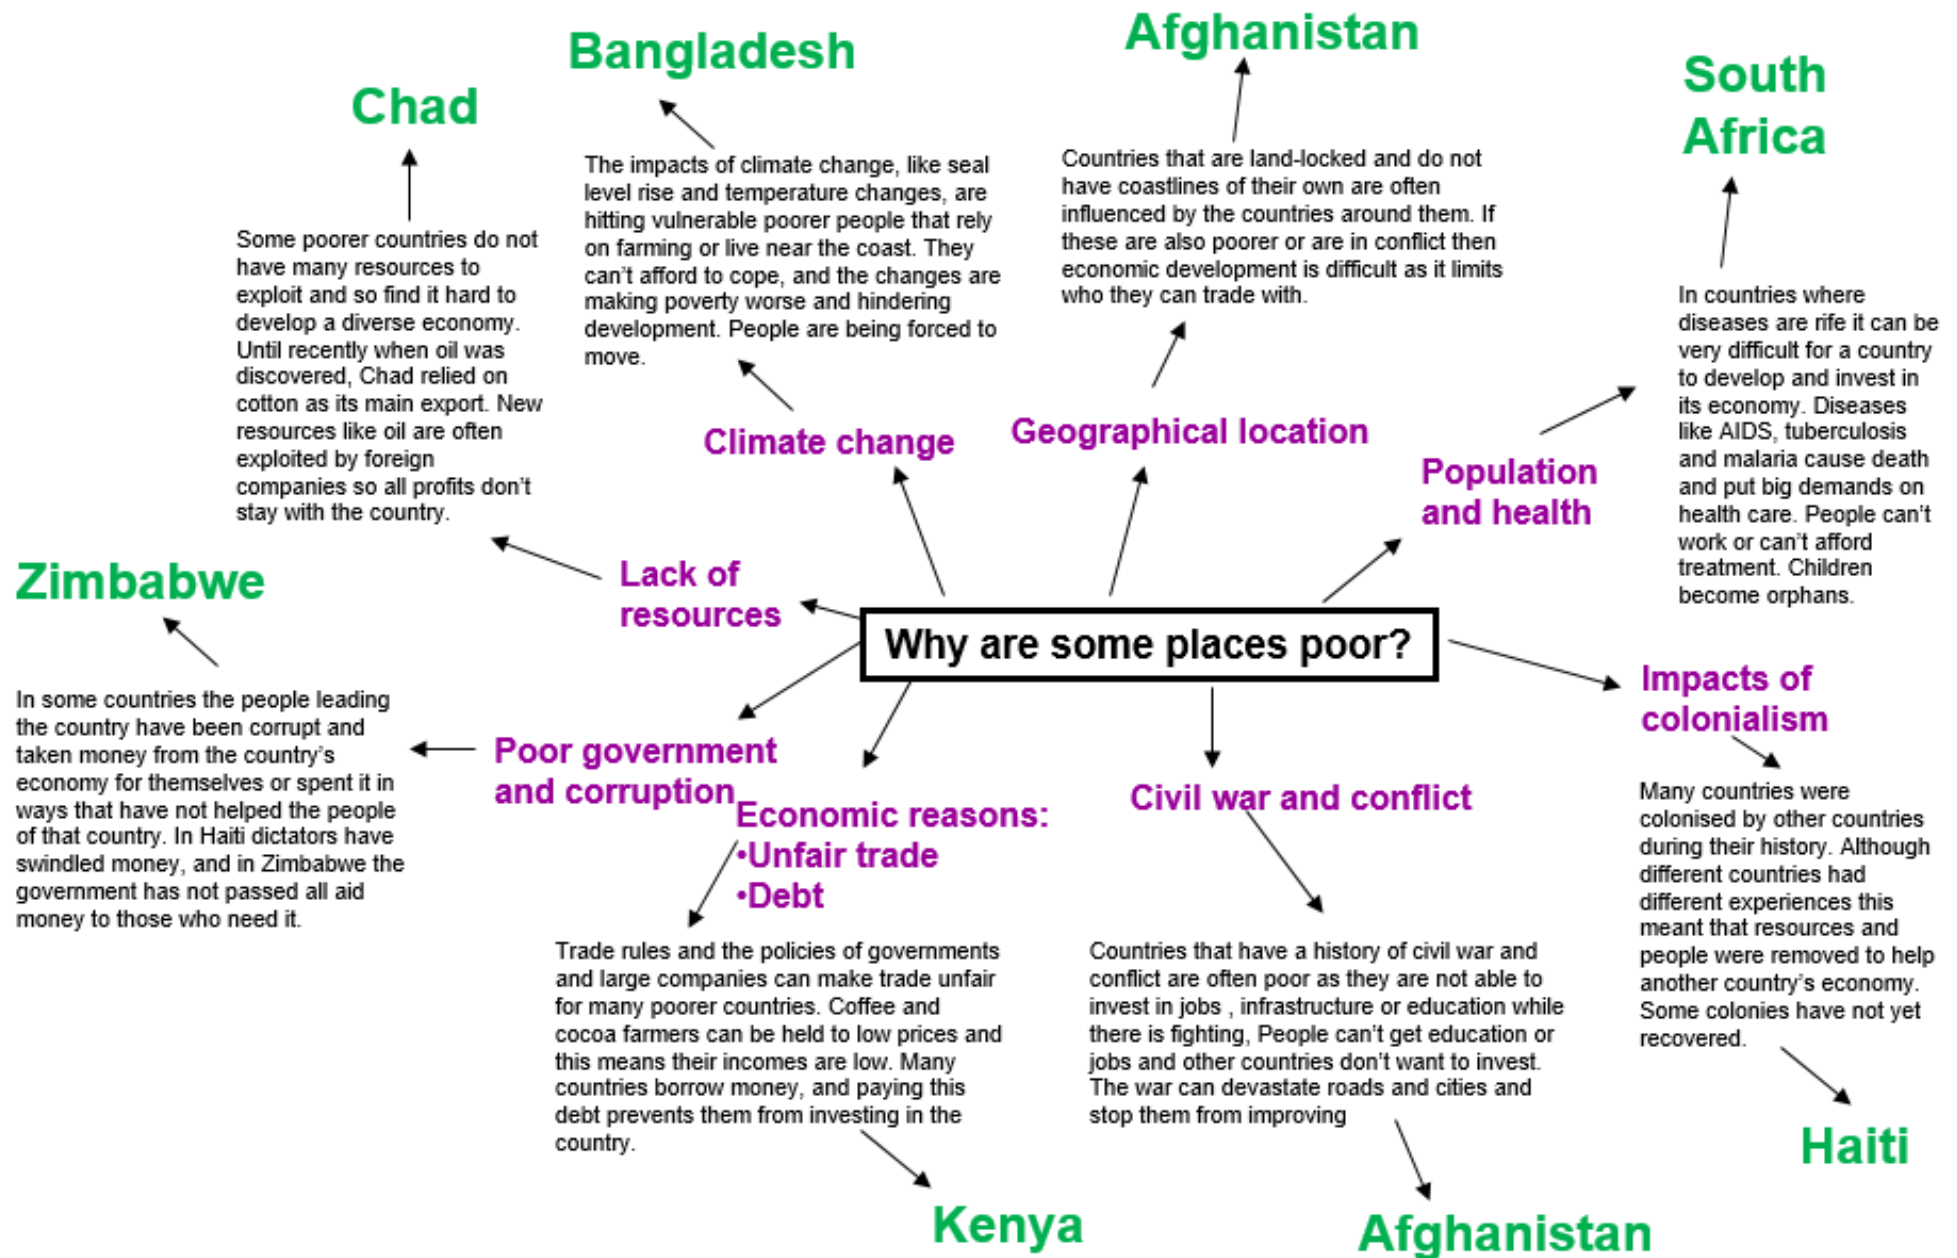 Bangladesh
Afghanistan
South
Africa
Chad
The impacts of climate change, like seal
level rise and temperature changes, are
hitting vulnerable poorer people that rely
on farming or live near the coast. They
can't afford to cope, and the changes are
making poverty worse and hindering
development. People are being forced to
move.
Countries that are land-locked and do not
have coastlines of their own are often
influenced by the countries around them. If
these are also poorer or are in conflict then
economic development is difficult as it limits
who they can trade with.
Some poorer countries do not
have many resources to
exploit and so find it hard to
develop a diverse economy.
Until recently when oil was
discovered, Chad relied on
cotton as its main export. New
resources like oil are often
exploited by foreign
companies so all profits don't
stay with the country.
In countries where
diseases are rife it can be
very difficult for a country
to develop and invest in
its economy. Diseases
like AIDS, tuberculosis
and malaria cause death
and put big demands on
health care. People can't
work or can't afford
treatment. Children
become orphans.
Climate change
Geographical location
Population
and health
Zimbabwe
Lack of
resources
Why are some places poor?
Impacts of
colonialism
In some countries the people leading
the country have been corrupt and
taken money from the country's
economy for themselves or spent it in
ways that have not helped the people
of that country. In Haiti dictators have
swindled money, and in Zimbabwe the
government has not passed all aid
money to those who need it.
Poor government
and corruption
Economic reasons:
•Unfair trade
•Debt
Civil war and conflict
Many countries were
colonised by other countries
during their history. Although
different countries had
different experiences this
meant that resources and
people were removed to help
another country's economy.
Some colonies have not yet
recovered.
Trade rules and the policies of governments
and large companies can make trade unfair
for many poorer countries. Coffee and
cocoa farmers can be held to low prices and
this means their incomes are low. Many
countries borrow money, and paying this
debt prevents them from investing in the
country.
Countries that have a history of civil war and
conflict are often poor as they are not able to
invest in jobs , infrastructure or education while
there is fighting, People can't get education or
jobs and other countries don't want to invest.
The war can devastate roads and cities and
stop them from improving
Haiti
Kenya
Afghanistan